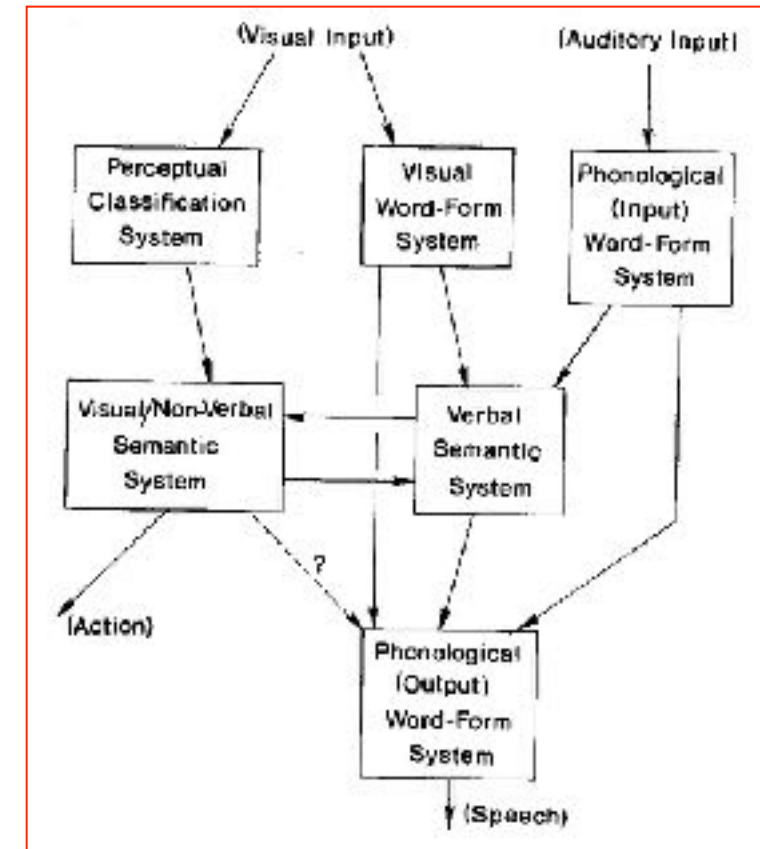 (Visual Input)
(Auditory Input)
Perceptual
Classification
System
Visual
Word-Form
System
Phonological
(Input)
Word-Form
System
Visual/Non-Verbal
Semantic
System
Verbal
Semantic
System
?
(Action)
Phonological
(Output)
Word-Form
System
(Speech)